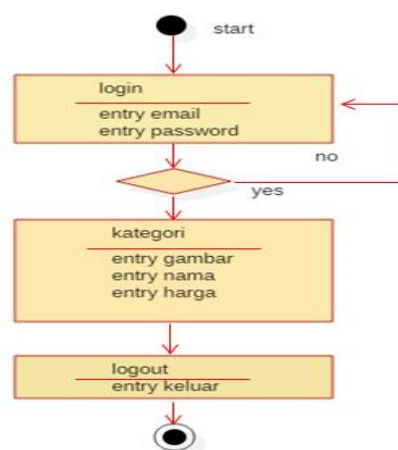 start
login
entry email
entry password
no
yes
kategori
entry gambar
entry nama
entry harga
logout
entry keluar